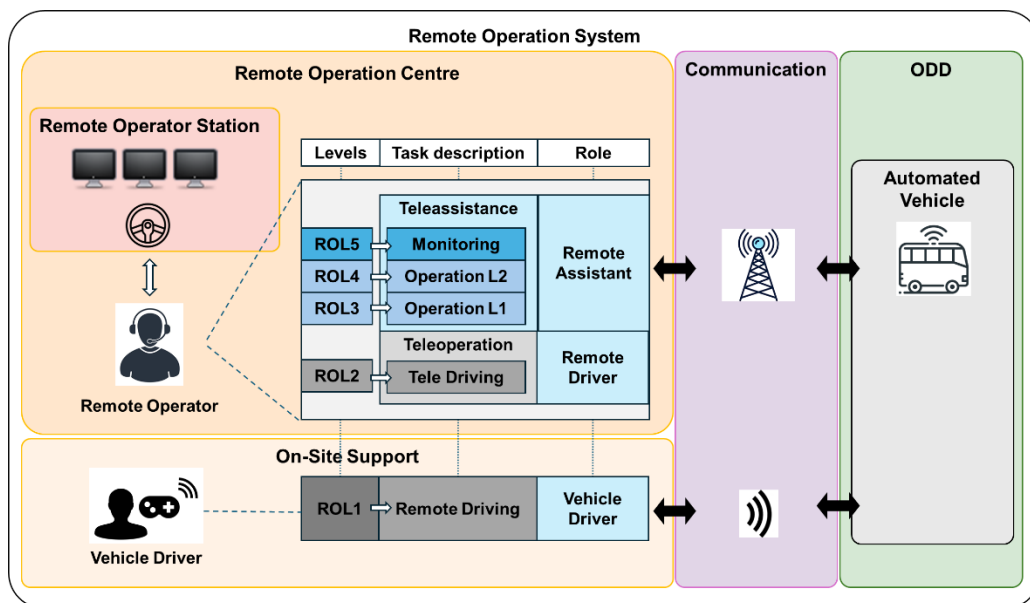 Remote Operation System
Remote Operation Centre
Communication
ODD
Remote Operator Station
Levels
Task description
Role
Automated
Vehicle
Teleassistance
ROL5
Monitoring
Remote
Assistant
ROL4
Operation L2
ROL3
Operation L1
Teleoperation
Remote
Driver
ROL2
Tele Driving
Remote Operator
On-Site Support
ROL1
Remote Driving
Vehicle
Driver
Vehicle Driver